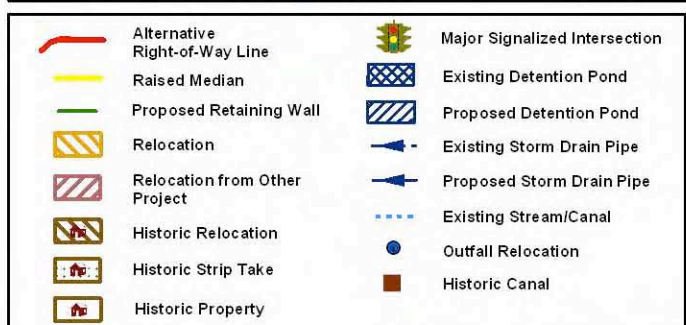 Alternative
Right-of-Way Line
Raised Median
Proposed Retaining Wall
Relocation
Relocation from Other
Project
Historic Relocation
Historic Strip Take
Historic Property
Major Signalized Intersection
Existing Detention Pond
Proposed Detention Pond
Existing Storm Drain Pipe
Proposed Storm Drain Pipe
Existing Stream/Canal
Outfall Relocation
Historic Canal